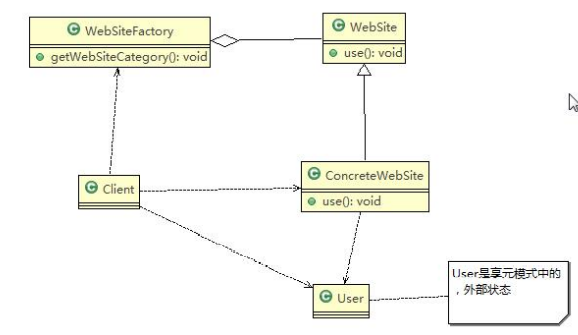 C WebSiteFactory
getWebSiteCategory(): void
C WebSite
use(): void
C Client
C ConcreteWebSite
use(): void
C User
User是享元模式中的
，外部状态